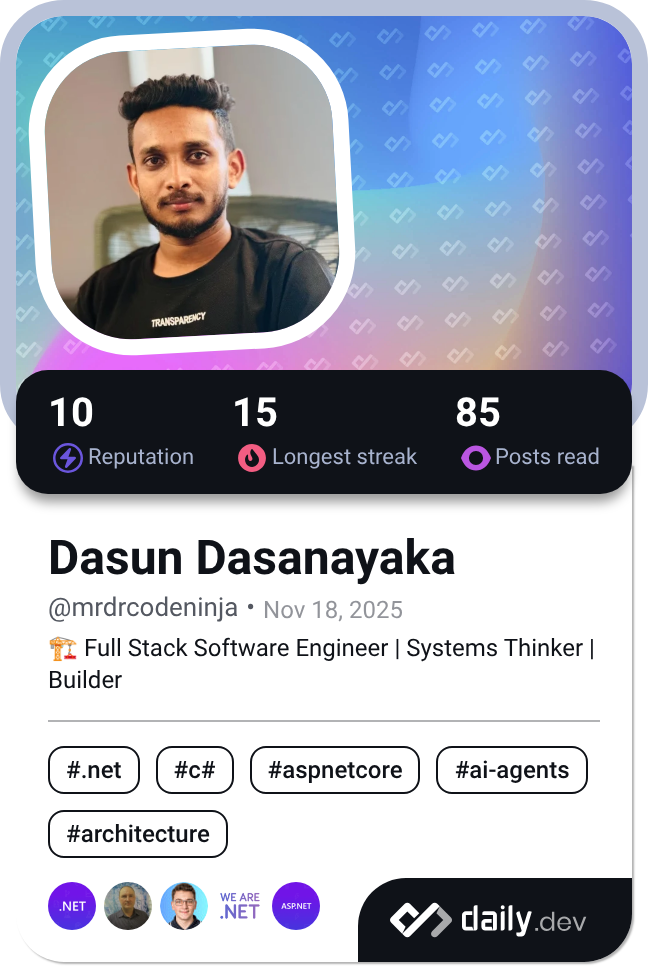 TRANSPARENCY
10 15 85
Reputation Longest streak Posts read
Dasun Dasanayaka
@mrdrcodeninja • Nov 18, 2025
🏗️ Full Stack Software Engineer | Systems Thinker |
Builder
#.net #c# #aspnetcore #ai-agents
#architecture
.NET
WE ARE
.NET
ASP.NET
daily.dev